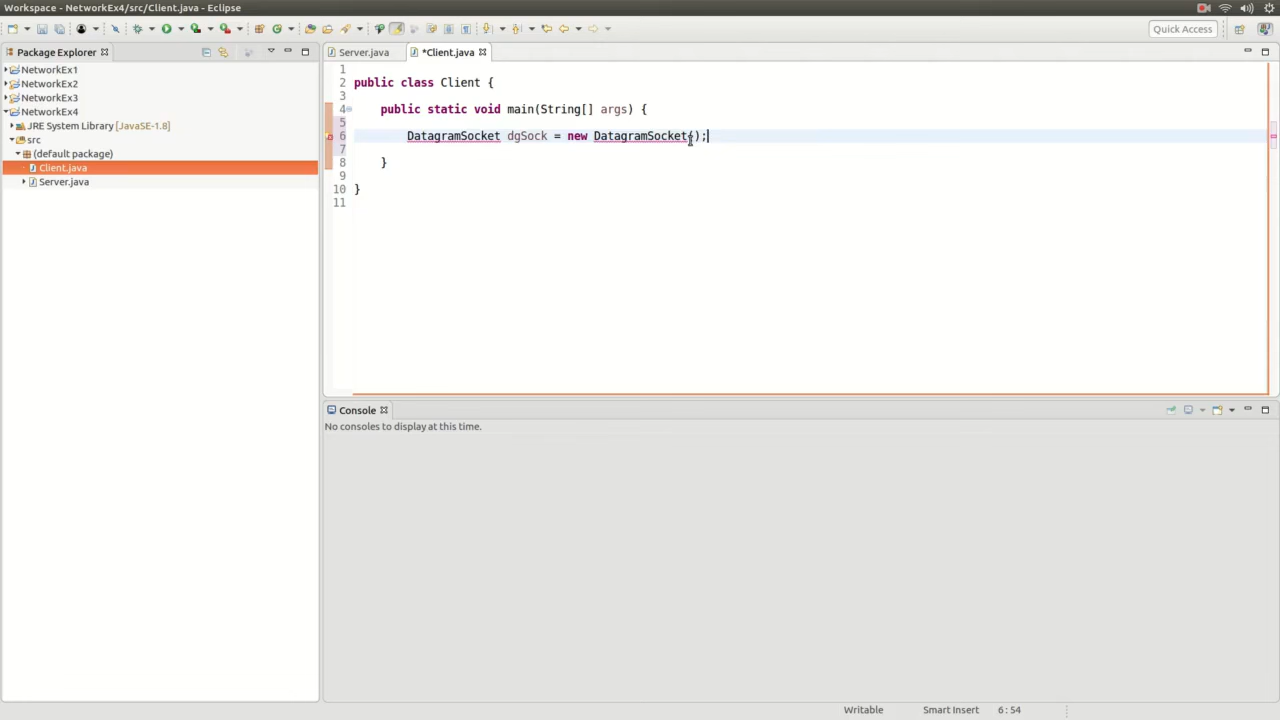 Workspace - NetworkEx4/src/Client.java - Eclipse
Quick Access
Package Explorer
NetworkEx1
NetworkEx2
NetworkEx3
NetworkEx4
JRE System Library [JavaSE-1.8]
src
(default package)
Client.java
Server.java
Server.java
*Client.java
1
2 public class Client {
3
4 public static void main(String[] args) {
5
6 DatagramSocket dgSock = new DatagramSocket();
7
8 }
9
10 }
11
Console
No consoles to display at this time.
Writable
Smart Insert
6 : 54